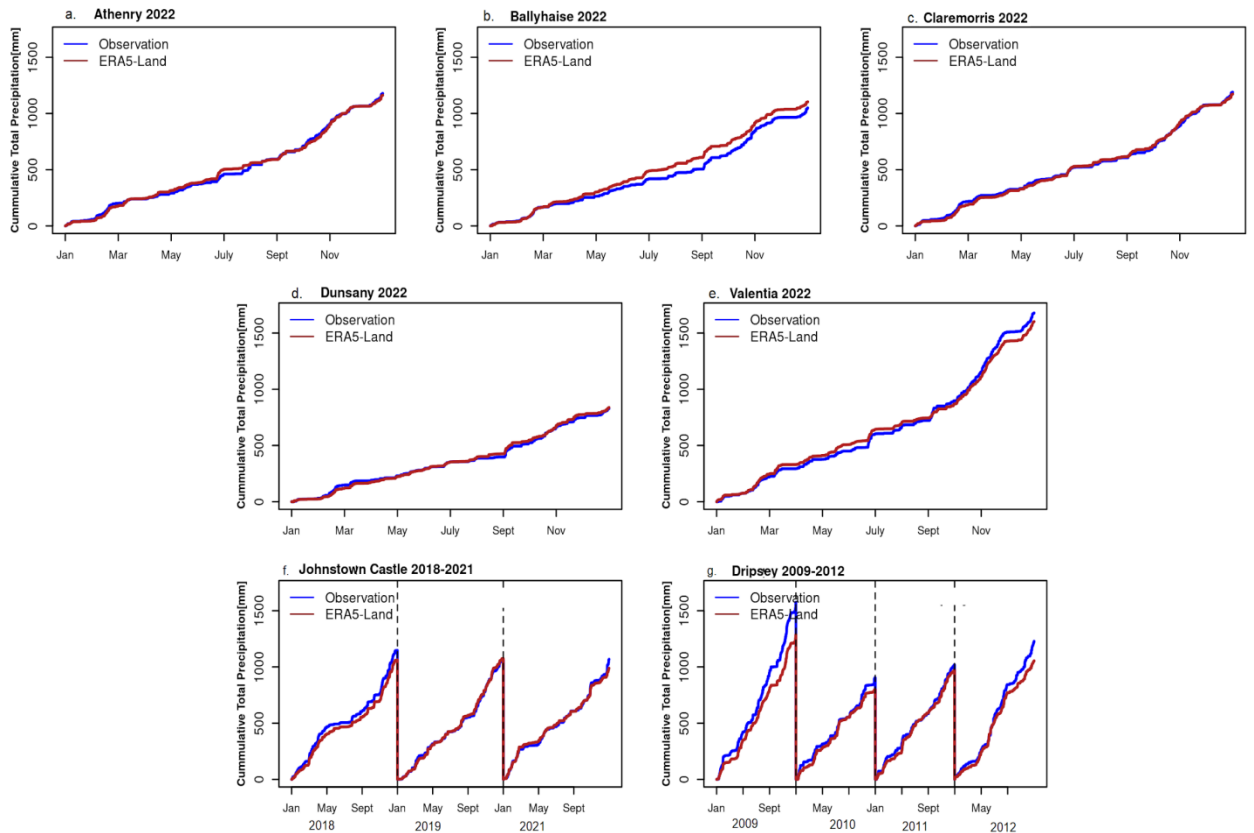 a. Athenry 2022
Cummulative Total Precipitation[mm]
1500
1000
500
0
Observation
ERA5-Land
Jan Mar May July Sept Nov
b. Ballyhaise 2022
Cummulative Total Precipitation[mm]
1500
1000
500
0
Observation
ERA5-Land
Jan Mar May July Sept Nov
c. Claremorris 2022
Cummulative Total Precipitation[mm]
1500
1000
500
0
Observation
ERA5-Land
Jan Mar May July Sept Nov
d. Dunsany 2022
Cummulative Total Precipitation[mm]
1500
1000
500
0
Observation
ERA5-Land
Jan Mar May July Sept Nov
e. Valentia 2022
Cummulative Total Precipitation[mm]
1500
1000
500
0
Observation
ERA5-Land
Jan Mar May July Sept Nov
f. Johnstown Castle 2018-2021
Cummulative Total Precipitation[mm]
1500
1000
500
0
Observation
ERA5-Land
Jan May Sept Jan May Sept Jan May Sept
2018 2019 2021
g. Dripsey 2009-2012
Cummulative Total Precipitation[mm]
1500
1000
500
0
Observation
ERA5-Land
Jan May Sept May Jan Sept May
2009 2010 2011 2012